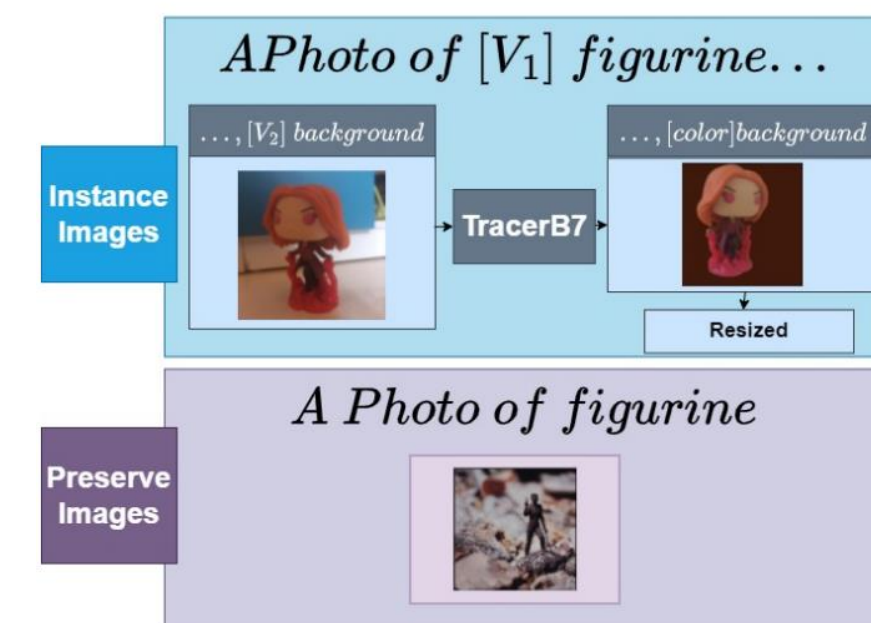 APhoto of [V₁] figurine...
..., [V₂] background
..., [color]background
Instance
Images
TracerB7
Resized
A Photo of figurine
Preserve
Images